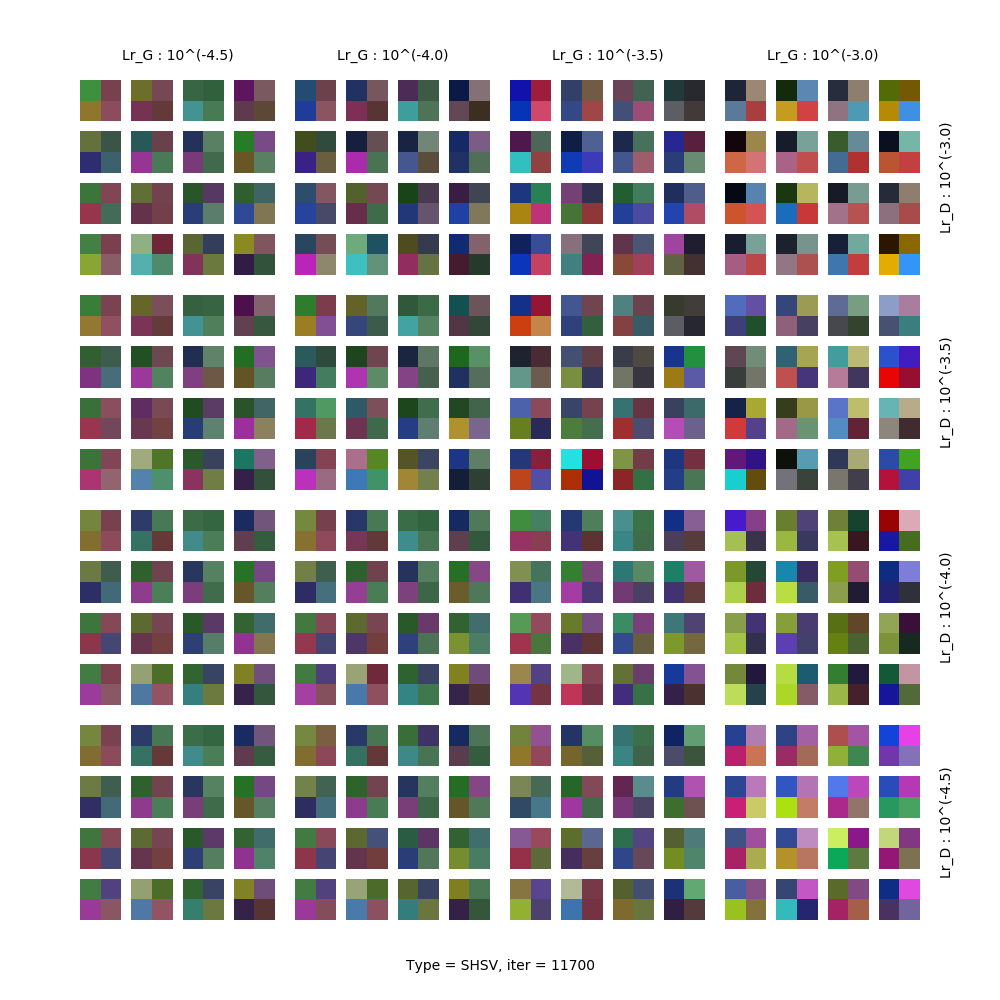 Lr_G : 10^(-4.5)
Lr_G : 10^(-4.0)
Lr_G : 10^(-3.5)
Lr_G : 10^(-3.0)
Lr_D : 10^(-3.0)
Lr_D : 10^(-3.5)
Lr_D : 10^(-4.0)
Lr_D : 10^(-4.5)
Type = SHSV, iter = 11700